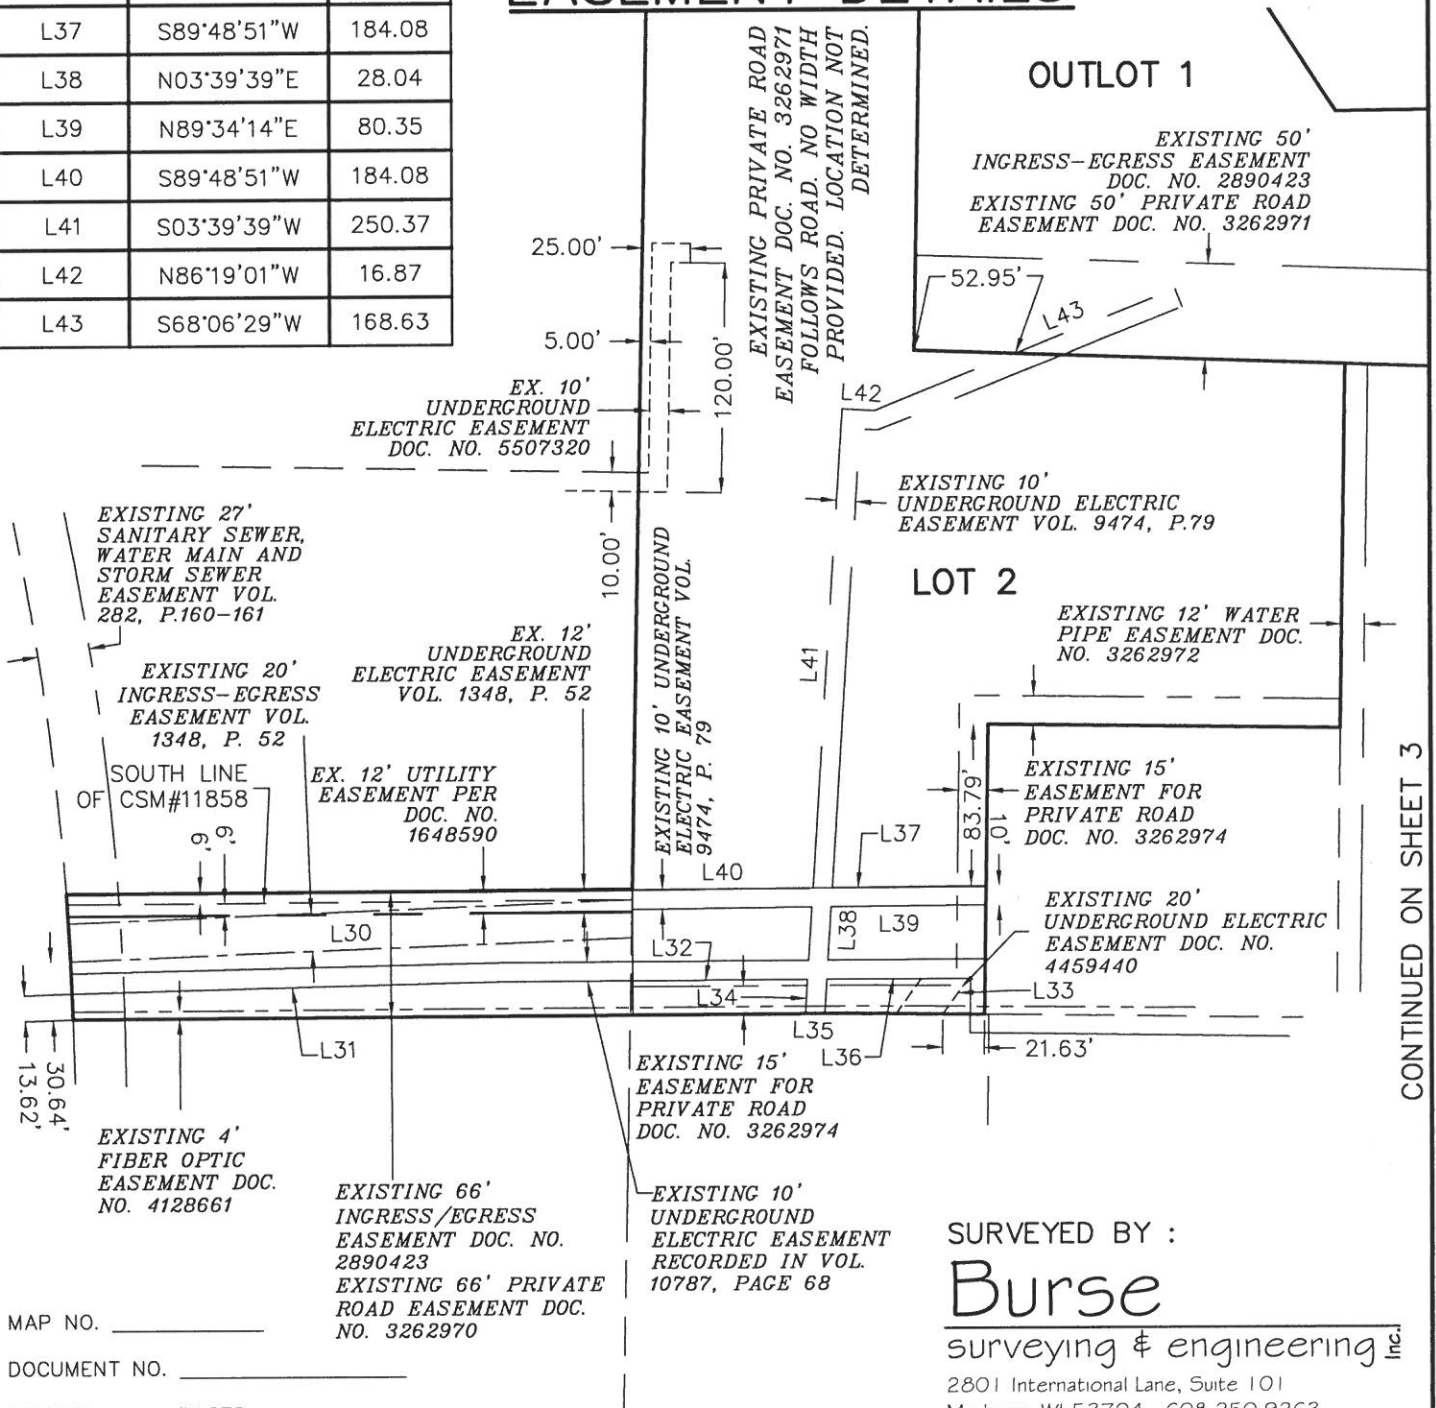 EASEMENT DETAILS
L37 S89°48'51"W 184.08
L38 N03°39'39"E 28.04
L39 N89°34'14"E 80.35
L40 S89°48'51"W 184.08
L41 S03°39'39"W 250.37
L42 N86°19'01"W 16.87
L43 S68°06'29"W 168.63
EXISTING PRIVATE ROAD
EASEMENT DOC. NO. 3262971
FOLLOWS ROAD. NO WIDTH
PROVIDED. LOCATION NOT
DETERMINED.
OUTLOT 1
EXISTING 50'
INGRESS-EGRESS EASEMENT
DOC. NO. 2890423
EXISTING 50' PRIVATE ROAD
EASEMENT DOC. NO. 3262971
25.00'
52.95'
L43
5.00'
120.00'
L42
EX. 10'
UNDERGROUND
ELECTRIC EASEMENT
DOC. NO. 5507320
EXISTING 10'
UNDERGROUND ELECTRIC
EASEMENT VOL. 9474, P.79
10.00'
EXISTING 27'
SANITARY SEWER,
WATER MAIN AND
STORM SEWER
EASEMENT VOL.
282, P.160-161
EXISTING 10' UNDERGROUND
ELECTRIC EASEMENT VOL.
9474, P. 79
LOT 2
EXISTING 12' WATER
PIPE EASEMENT DOC.
NO. 3262972
EX. 12'
UNDERGROUND
ELECTRIC EASEMENT
VOL. 1348, P. 52
L41
EXISTING 20'
INGRESS-EGRESS
EASEMENT VOL.
1348, P. 52
SOUTH LINE
OF CSM#11858
EX. 12' UTILITY
EASEMENT PER
DOC. NO.
1648590
6'
6'
83.79'
10'
EXISTING 15'
EASEMENT FOR
PRIVATE ROAD
DOC. NO. 3262974
L37
L40
L38
L39
L30
L32
EXISTING 20'
UNDERGROUND ELECTRIC
EASEMENT DOC. NO.
4459440
L33
L34
L35
L36
L31
21.63'
30.64'
13.62'
CONTINUED ON SHEET 3
EXISTING 15'
EASEMENT FOR
PRIVATE ROAD
DOC. NO. 3262974
EXISTING 4'
FIBER OPTIC
EASEMENT DOC.
NO. 4128661
EXISTING 66'
INGRESS/EGRESS
EASEMENT DOC. NO.
2890423
EXISTING 66' PRIVATE
ROAD EASEMENT DOC.
NO. 3262970
EXISTING 10'
UNDERGROUND
ELECTRIC EASEMENT
RECORDED IN VOL.
10787, PAGE 68
SURVEYED BY :
Burse
surveying & engineering Inc.
2801 International Lane, Suite 101
MAP NO.
DOCUMENT NO.